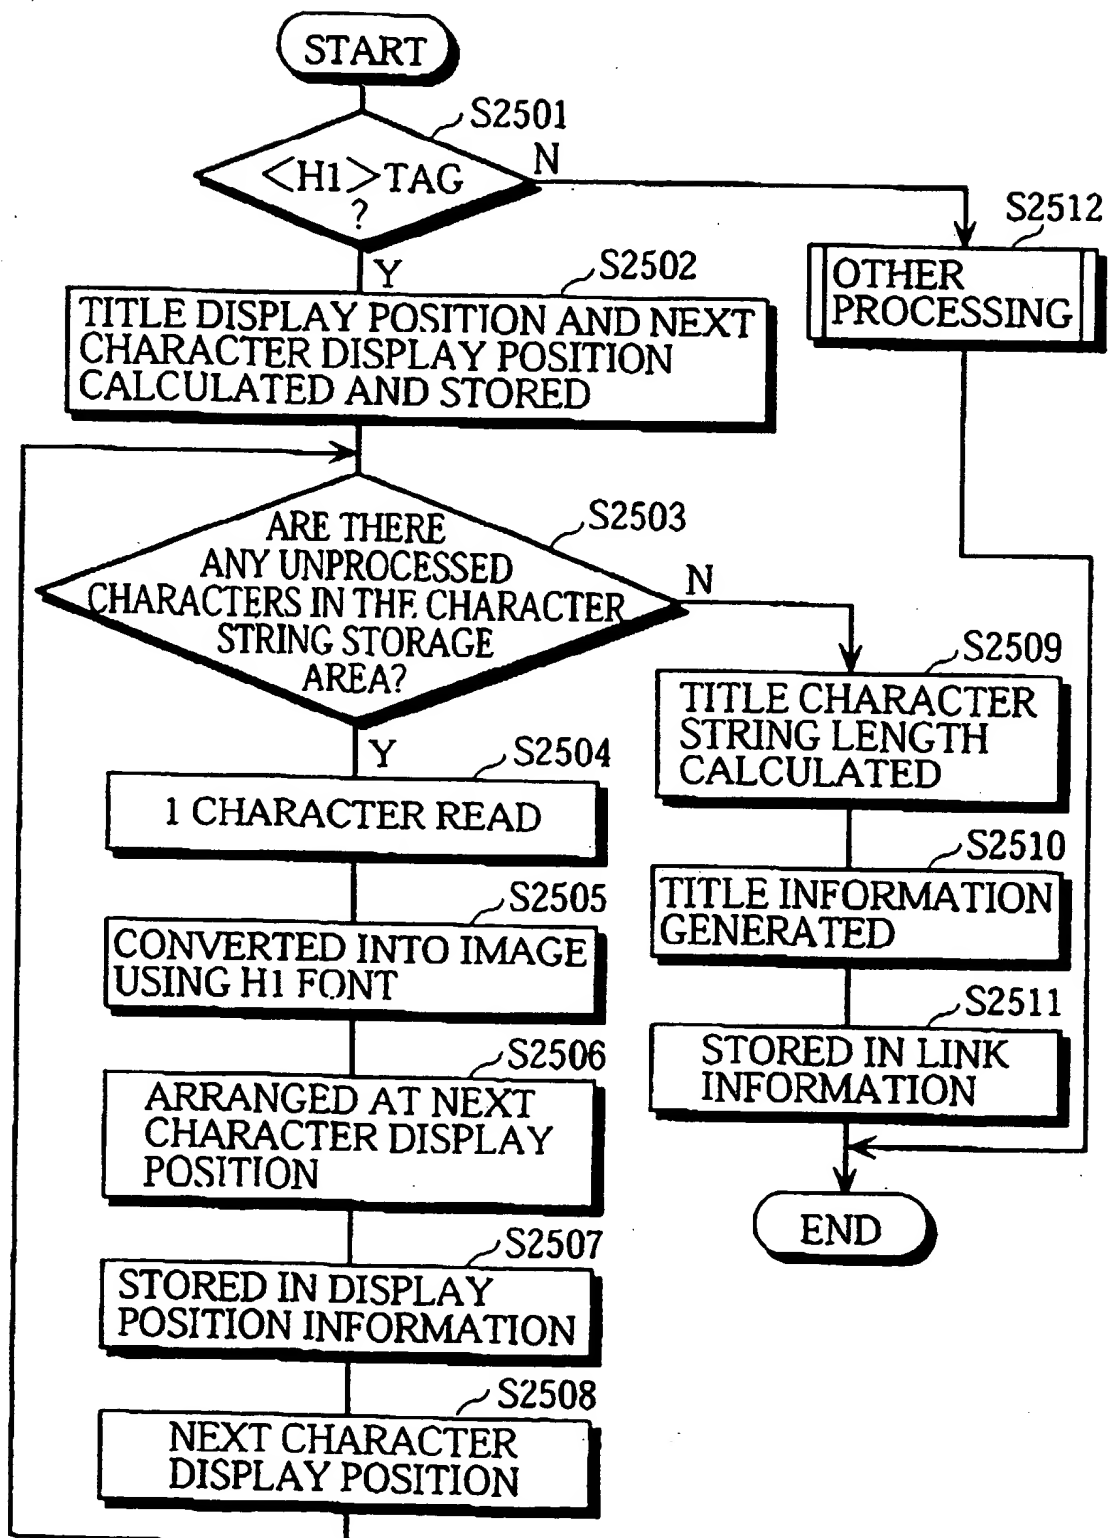 START
S2501
<H1>TAG
?
N
Y
S2512
OTHER
PROCESSING
S2502
TITLE DISPLAY POSITION AND NEXT
CHARACTER DISPLAY POSITION
CALCULATED AND STORED
S2503
ARE THERE
ANY UNPROCESSED
CHARACTERS IN THE CHARACTER
STRING STORAGE
AREA?
N
Y
S2504
1 CHARACTER READ
S2505
CONVERTED INTO IMAGE
USING H1 FONT
S2506
ARRANGED AT NEXT
CHARACTER DISPLAY
POSITION
S2507
STORED IN DISPLAY
POSITION INFORMATION
S2508
NEXT CHARACTER
DISPLAY POSITION
S2509
TITLE CHARACTER
STRING LENGTH
CALCULATED
S2510
TITLE INFORMATION
GENERATED
S2511
STORED IN LINK
INFORMATION
END